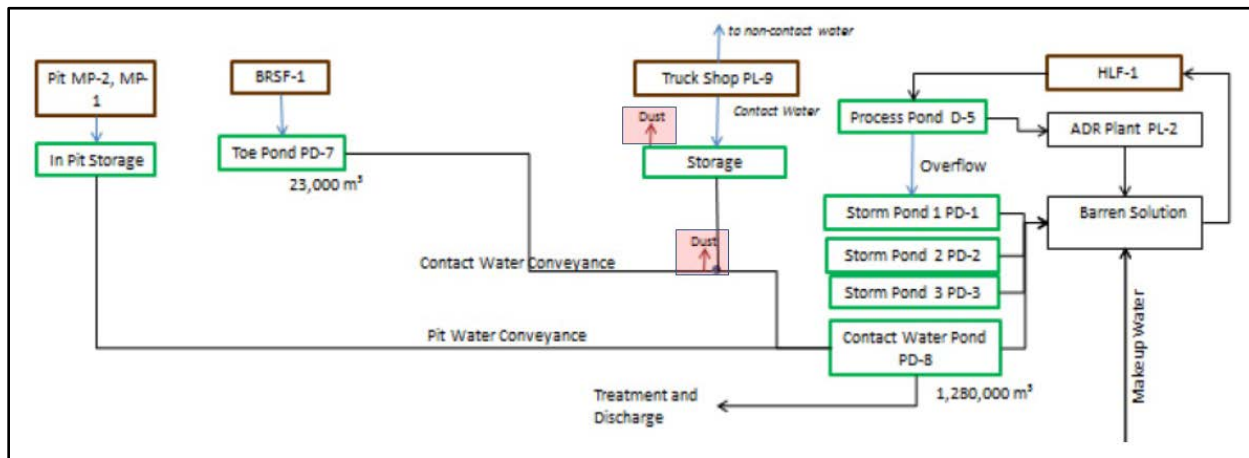 to non-contact water
Pit MP-2, MP-
1
BRSF-1
Truck Shop PL-9
HLF-1
Contact Water
Dust
Process Pond D-5
ADR Plant PL-2
In Pit Storage
Toe Pond PD-7
Storage
23,000 m³
Overflow
Storm Pond 1 PD-1
Barren Solution
Dust
Storm Pond 2 PD-2
Contact Water Conveyance
Storm Pond 3 PD-3
Pit Water Conveyance
Contact Water Pond
PD-8
Makeup Water
Treatment and
Discharge
1,280,000 m³